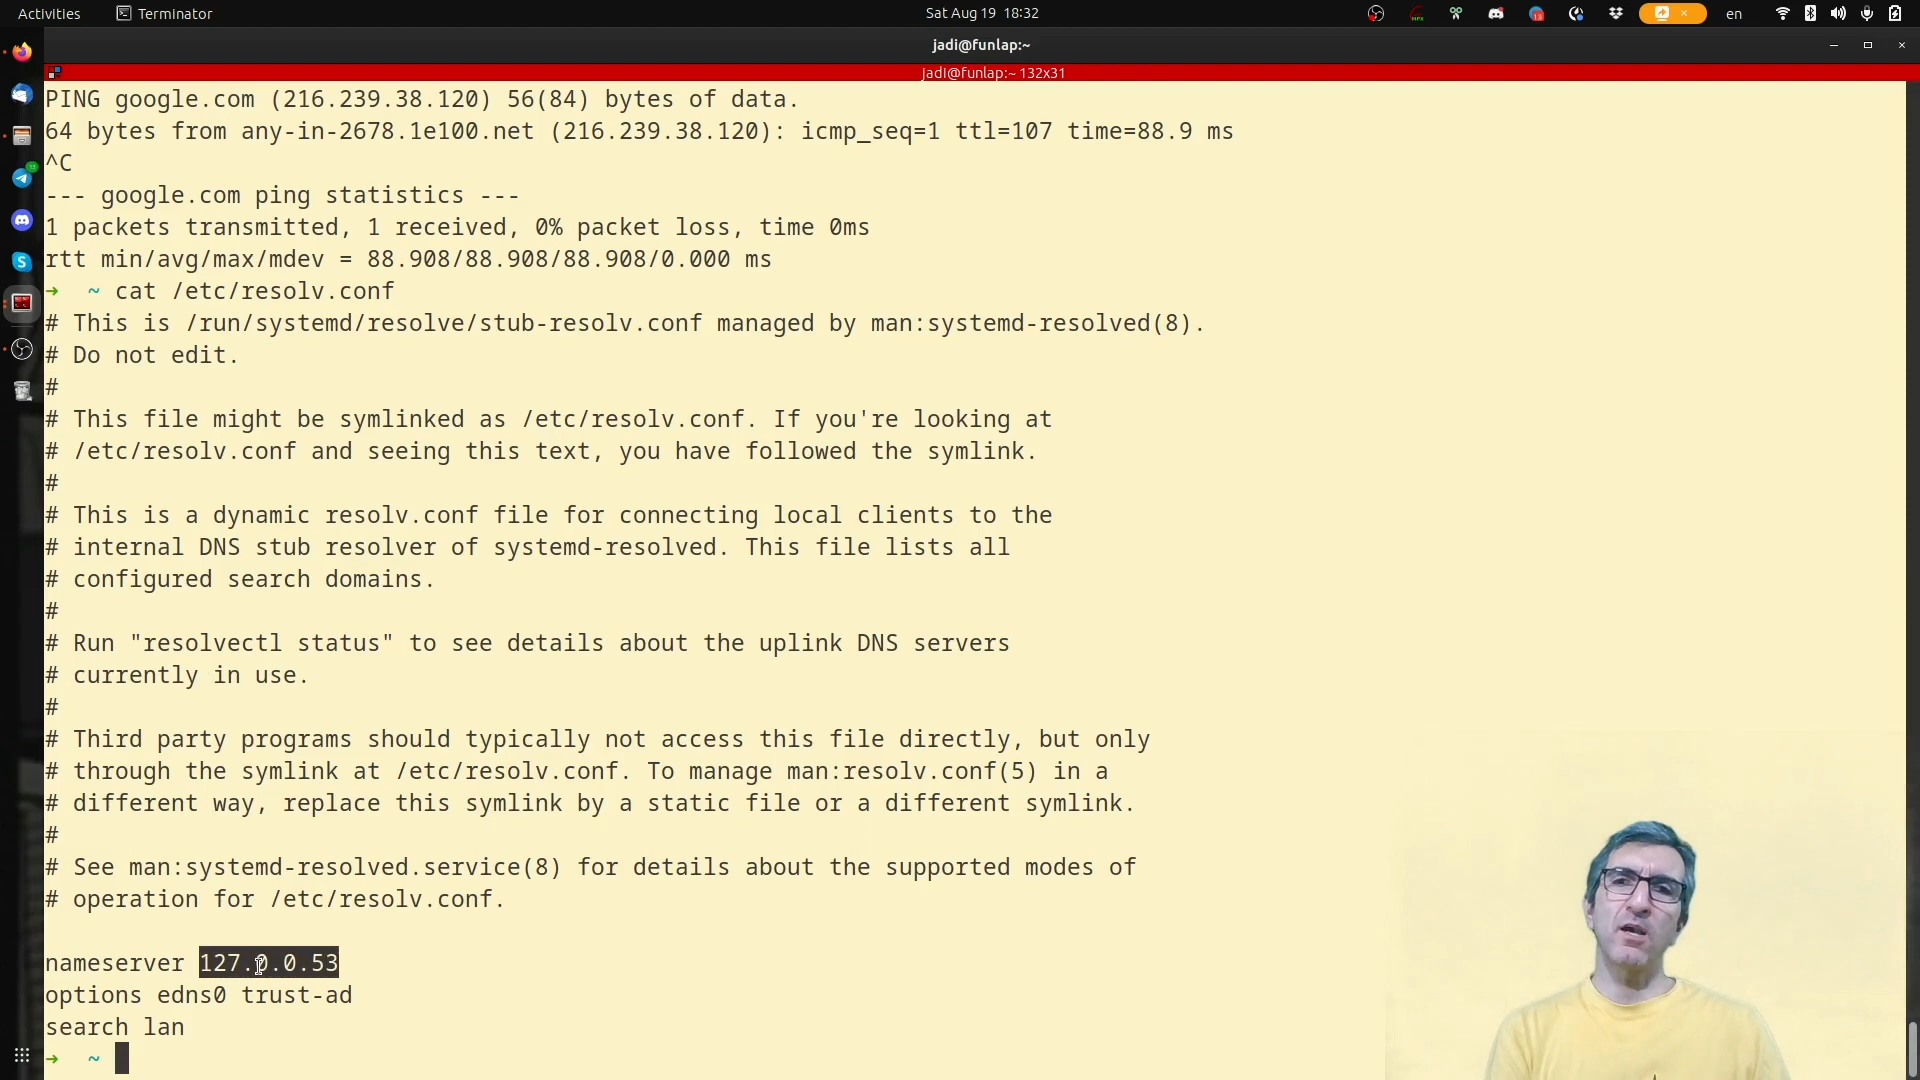 Activities Terminator Sat Aug 19 18:32 en
jadi@funlap:~
jadi@funlap:~ 132x31
PING google.com (216.239.38.120) 56(84) bytes of data.
64 bytes from any-in-2678.1e100.net (216.239.38.120): icmp_seq=1 ttl=107 time=88.9 ms
^C
--- google.com ping statistics ---
1 packets transmitted, 1 received, 0% packet loss, time 0ms
rtt min/avg/max/mdev = 88.908/88.908/88.908/0.000 ms
➜  ~ cat /etc/resolv.conf
# This is /run/systemd/resolve/stub-resolv.conf managed by man:systemd-resolved(8).
# Do not edit.
#
# This file might be symlinked as /etc/resolv.conf. If you're looking at
# /etc/resolv.conf and seeing this text, you have followed the symlink.
#
# This is a dynamic resolv.conf file for connecting local clients to the
# internal DNS stub resolver of systemd-resolved. This file lists all
# configured search domains.
#
# Run "resolvectl status" to see details about the uplink DNS servers
# currently in use.
#
# Third party programs should typically not access this file directly, but only
# through the symlink at /etc/resolv.conf. To manage man:resolv.conf(5) in a
# different way, replace this symlink by a static file or a different symlink.
#
# See man:systemd-resolved.service(8) for details about the supported modes of
# operation for /etc/resolv.conf.
nameserver 127.0.0.53
options edns0 trust-ad
search lan
➜  ~